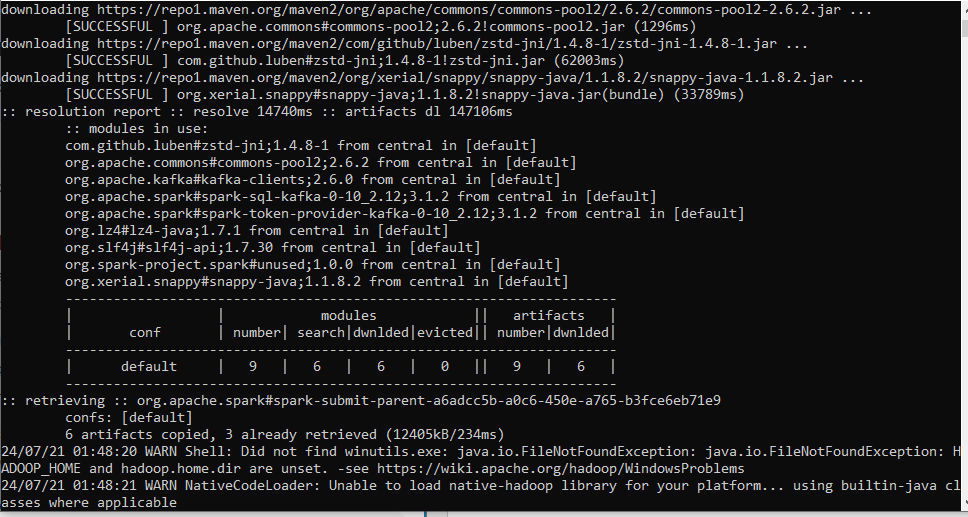 downloading https://repo1.maven.org/maven2/org/apache/commons/commons-pool2/2.6.2/commons-pool2-2.6.2.jar ...
[SUCCESSFUL ] org.apache.commons#commons-pool2;2.6.2!commons-pool2.jar (1296ms)
downloading https://repo1.maven.org/maven2/com/github/luben/zstd-jni/1.4.8-1/zstd-jni-1.4.8-1.jar ...
[SUCCESSFUL ] com.github.luben#zstd-jni;1.4.8-1!zstd-jni.jar (62003ms)
downloading https://repo1.maven.org/maven2/org/xerial/snappy/snappy-java/1.1.8.2/snappy-java-1.1.8.2.jar ...
[SUCCESSFUL ] org.xerial.snappy#snappy-java;1.1.8.2!snappy-java.jar(bundle) (33789ms)
:: resolution report :: resolve 14740ms :: artifacts dl 147106ms
:: modules in use:
com.github.luben#zstd-jni;1.4.8-1 from central in [default]
org.apache.commons#commons-pool2;2.6.2 from central in [default]
org.apache.kafka#kafka-clients;2.6.0 from central in [default]
org.apache.spark#spark-sql-kafka-0-10_2.12;3.1.2 from central in [default]
org.apache.spark#spark-token-provider-kafka-0-10_2.12;3.1.2 from central in [default]
org.lz4#lz4-java;1.7.1 from central in [default]
org.slf4j#slf4j-api;1.7.30 from central in [default]
org.spark-project.spark#unused;1.0.0 from central in [default]
org.xerial.snappy#snappy-java;1.1.8.2 from central in [default]
---------------------------------------------------------------------
|                  |            modules            ||   artifacts   |
|       conf       | number| search|dwnlded|evicted|| number|dwnlded|
---------------------------------------------------------------------
|      default     |   9   |   6   |   6   |   0   ||   9   |   6   |
---------------------------------------------------------------------
:: retrieving :: org.apache.spark#spark-submit-parent-a6adcc5b-a0c6-450e-a765-b3fce6eb71e9
confs: [default]
6 artifacts copied, 3 already retrieved (12405kB/234ms)
24/07/21 01:48:20 WARN Shell: Did not find winutils.exe: java.io.FileNotFoundException: java.io.FileNotFoundException: H
ADOOP_HOME and hadoop.home.dir are unset. -see https://wiki.apache.org/hadoop/WindowsProblems
24/07/21 01:48:21 WARN NativeCodeLoader: Unable to load native-hadoop library for your platform... using builtin-java cl
asses where applicable